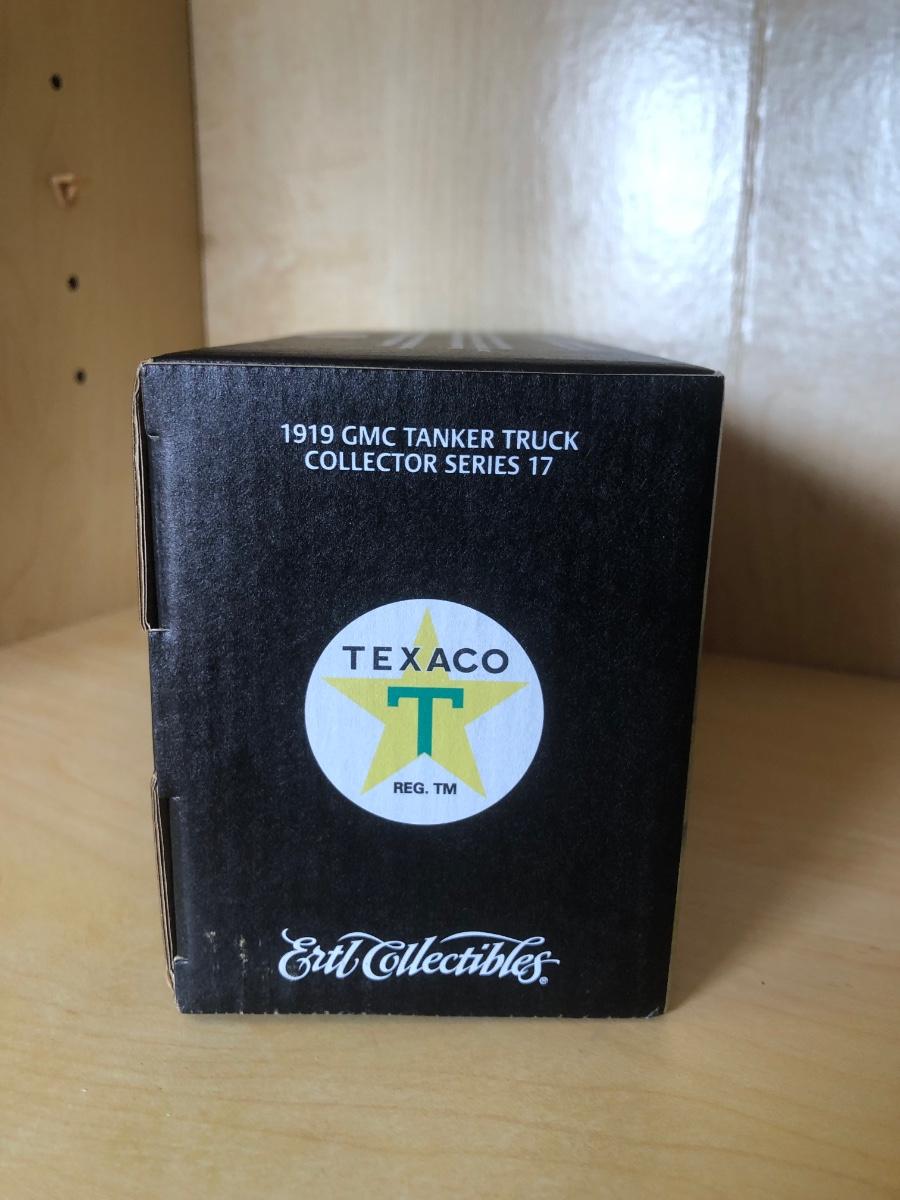 1919 GMC TANKER TRUCK
COLLECTOR SERIES 17
TEXACO
T
REG. TM
Ertl Collectibles®